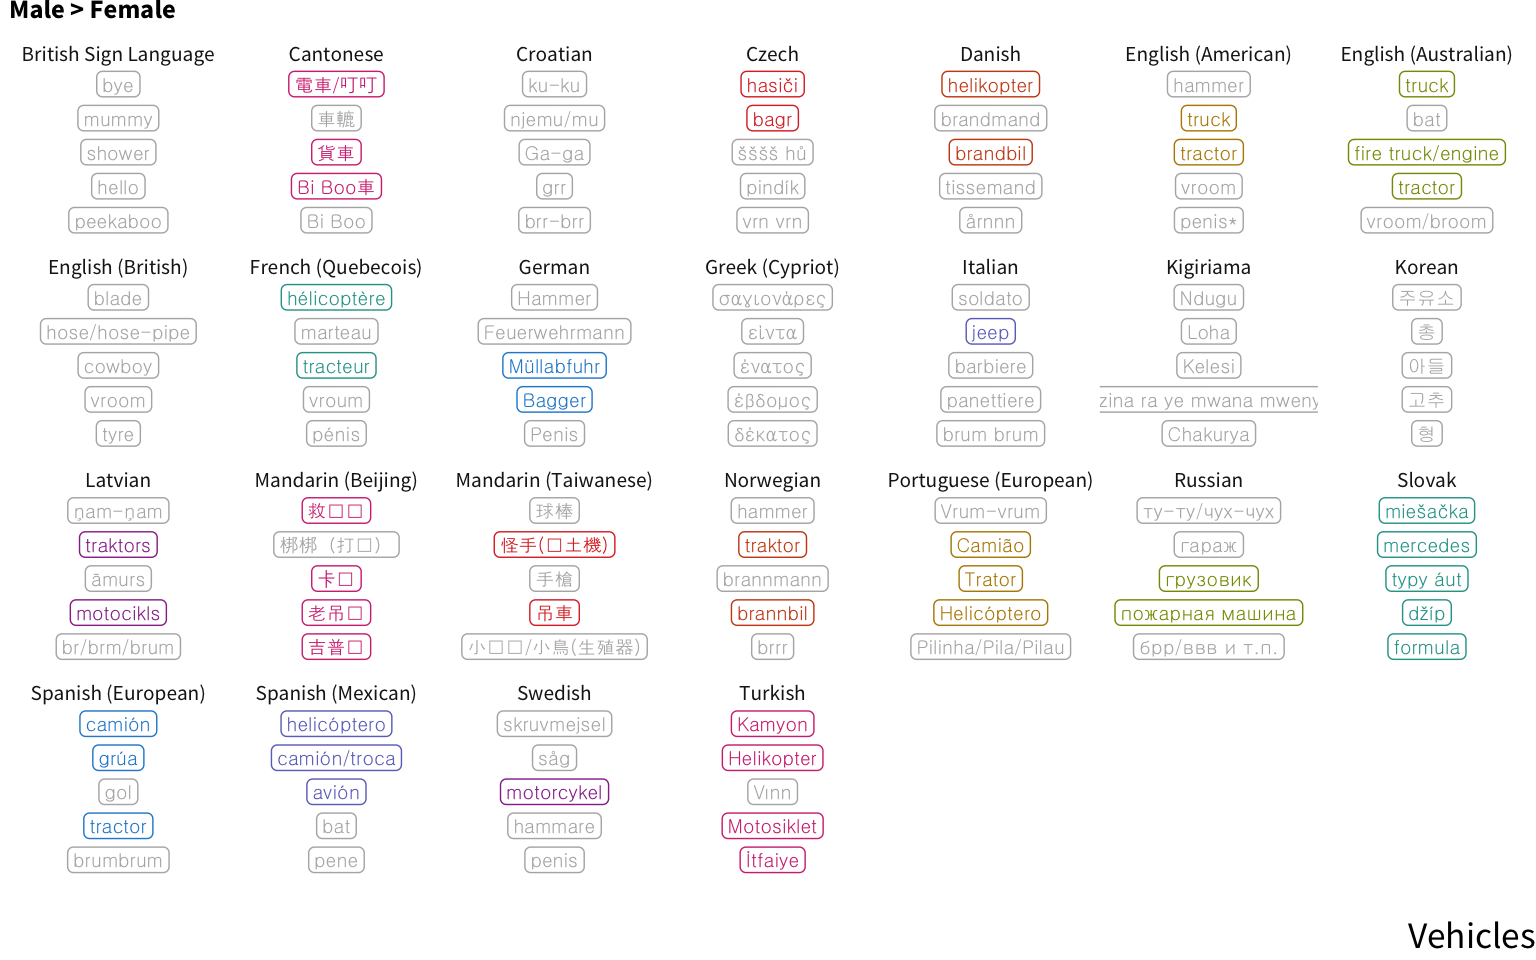 Male > Female
British Sign Language
bye
mummy
shower
hello
peekaboo
Cantonese
電車/叮叮
車轆
貨車
Bi Boo車
Bi Boo
Croatian
ku-ku
njemu/mu
Ga-ga
grr
brr-brr
Czech
hasiči
bagr
šššš hů
pindík
vrn vrn
Danish
helikopter
brandmand
brandbil
tissemand
årnnn
English (American)
hammer
truck
tractor
vroom
penis*
English (Australian)
truck
bat
fire truck/engine
tractor
vroom/broom
English (British)
blade
hose/hose-pipe
cowboy
vroom
tyre
French (Quebecois)
hélicoptère
marteau
tracteur
vroum
pénis
German
Hammer
Feuerwehrmann
Müllabfuhr
Bagger
Penis
Greek (Cypriot)
σαγιονάρες
είντα
ένατος
έβδομος
δέκατος
Italian
soldato
jeep
barbiere
panettiere
brum brum
Kigiriama
Ndugu
Loha
Kelesi
zina ra ye mwana mweny
Chakurya
Korean
주유소
총
아들
고추
형
Latvian
ņam-ņam
traktors
āmurs
motocikls
br/brm/brum
Mandarin (Beijing)
救□□
梆梆（打□）
卡□
老吊□
吉普□
Mandarin (Taiwanese)
球棒
怪手(□土機)
手槍
吊車
小□□/小鳥(生殖器)
Norwegian
hammer
traktor
brannmann
brannbil
brrr
Portuguese (European)
Vrum-vrum
Camião
Trator
Helicóptero
Pilinha/Pila/Pilau
Russian
ту-ту/чух-чух
гараж
грузовик
пожарная машина
брр/ввв и т.п.
Slovak
miešačka
mercedes
typy áut
džíp
formula
Spanish (European)
camión
grúa
gol
tractor
brumbrum
Spanish (Mexican)
helicóptero
camión/troca
avión
bat
pene
Swedish
skruvmejsel
såg
motorcykel
hammare
penis
Turkish
Kamyon
Helikopter
Vınn
Motosiklet
İtfaiye
Vehicles